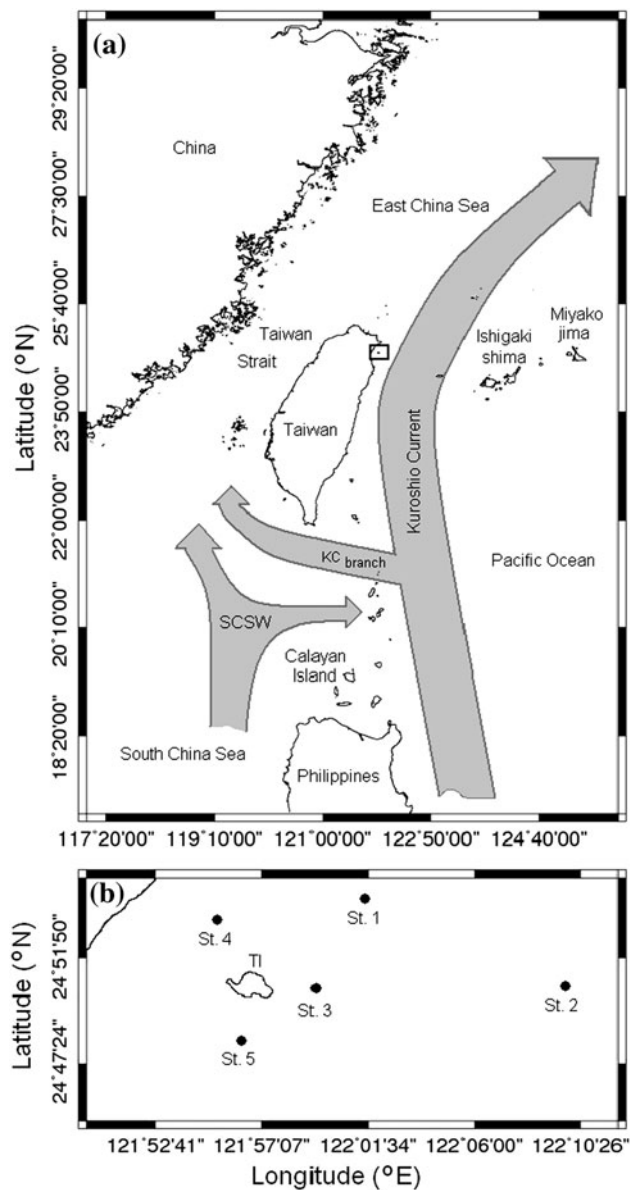 (a)
29°20'00"
27°30'00"
25°40'00"
23°50'00"
22°00'00"
20°10'00"
18°20'00"
Latitude (°N)
China
East China Sea
Taiwan
Strait
Miyako
jima
Ishigaki
shima
Taiwan
Kuroshio Current
KC branch
Pacific Ocean
SCSW
Calayan
Island
South China Sea
Philippines
117°20'00"
119°10'00"
121°00'00"
122°50'00"
124°40'00"
(b)
Latitude (°N)
24°51'50"
24°47'24"
St. 1
St. 4
TI
St. 3
St. 2
St. 5
121°52'41"
121°57'07"
122°01'34"
122°06'00"
122°10'26"
Longitude (°E)